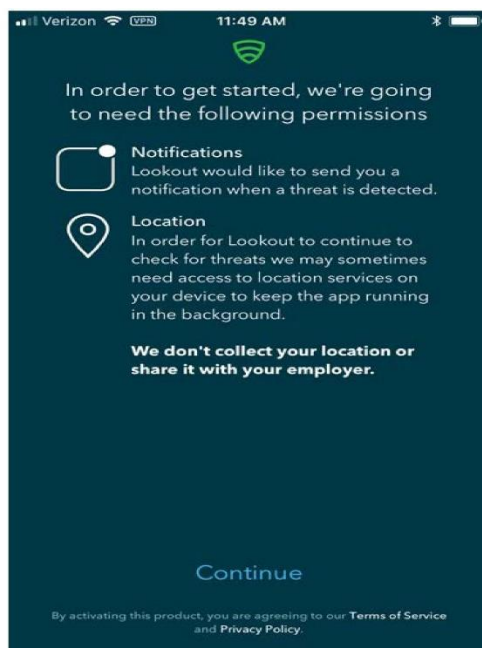 Verizon VPN 11:49 AM
In order to get started, we're going
to need the following permissions
Notifications
Lookout would like to send you a
notification when a threat is detected.
Location
In order for Lookout to continue to
check for threats we may sometimes
need access to location services on
your device to keep the app running
in the background.
We don't collect your location or
share it with your employer.
Continue
By activating this product, you are agreeing to our Terms of Service
and Privacy Policy.